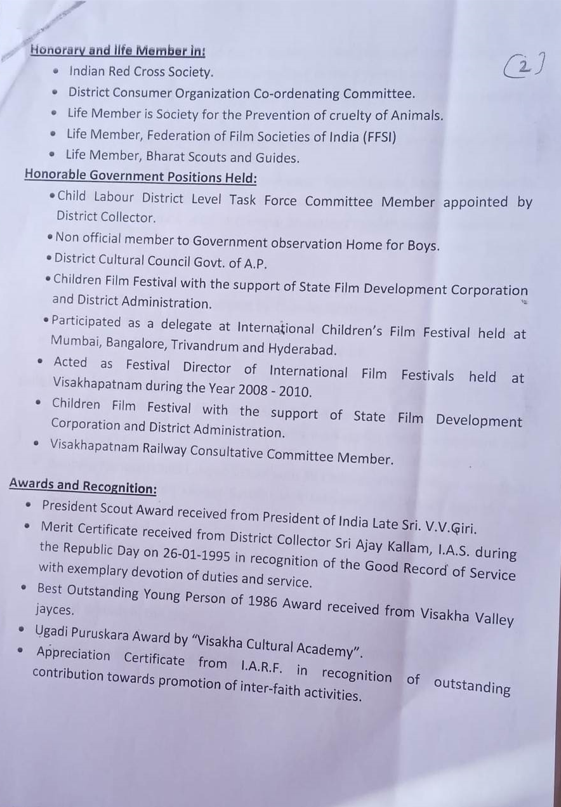 Honorary and life Member in:
(2)
• Indian Red Cross Society.
• District Consumer Organization Co-ordenating Committee.
• Life Member is Society for the Prevention of cruelty of Animals.
• Life Member, Federation of Film Societies of India (FFSI)
• Life Member, Bharat Scouts and Guides.
Honorable Government Positions Held:
• Child Labour District Level Task Force Committee Member appointed by
District Collector.
• Non official member to Government observation Home for Boys.
• District Cultural Council Govt. of A.P.
• Children Film Festival with the support of State Film Development Corporation
and District Administration.
• Participated as a delegate at International Children's Film Festival held at
Mumbai, Bangalore, Trivandrum and Hyderabad.
• Acted as Festival Director of International Film Festivals held at
Visakhapatnam during the Year 2008 - 2010.
• Children Film Festival with the support of State Film Development
Corporation and District Administration.
• Visakhapatnam Railway Consultative Committee Member.
Awards and Recognition:
• President Scout Award received from President of India Late Sri. V.V.Giri.
• Merit Certificate received from District Collector Sri Ajay Kallam, I.A.S. during
the Republic Day on 26-01-1995 in recognition of the Good Record of Service
with exemplary devotion of duties and service.
• Best Outstanding Young Person of 1986 Award received from Visakha Valley
jayces.
• Ugadi Puruskara Award by "Visakha Cultural Academy".
• Appreciation Certificate from I.A.R.F. in recognition of outstanding
contribution towards promotion of inter-faith activities.